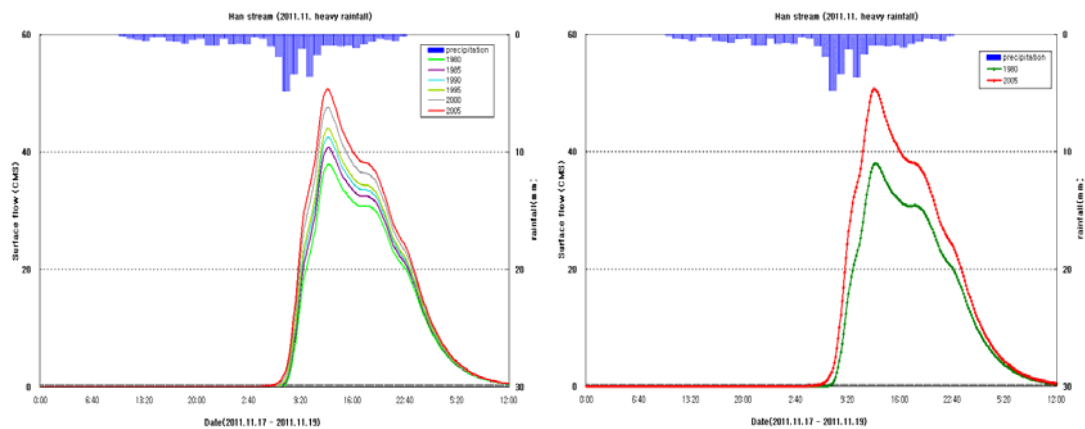 Han stream (2011.11. heavy rainfall)
60
0
precipitation
1980
1985
1990
1995
2000
2005
40
10
Surface flow (CMS)
rainfall(mm)
20
20
0
30
0:00 6:40 13:20 20:00 2:40 9:20 16:00 22:40 5:20 12:00
Date(2011.11.17 - 2011.11.19)
Han stream (2011.11. heavy rainfall)
60
0
precipitation
1980
2005
40
10
Surface flow (CMS)
rainfall(mm)
20
20
0
30
0:00 6:40 13:20 20:00 2:40 9:20 16:00 22:40 5:20 12:00
Date(2011.11.17 - 2011.11.19)